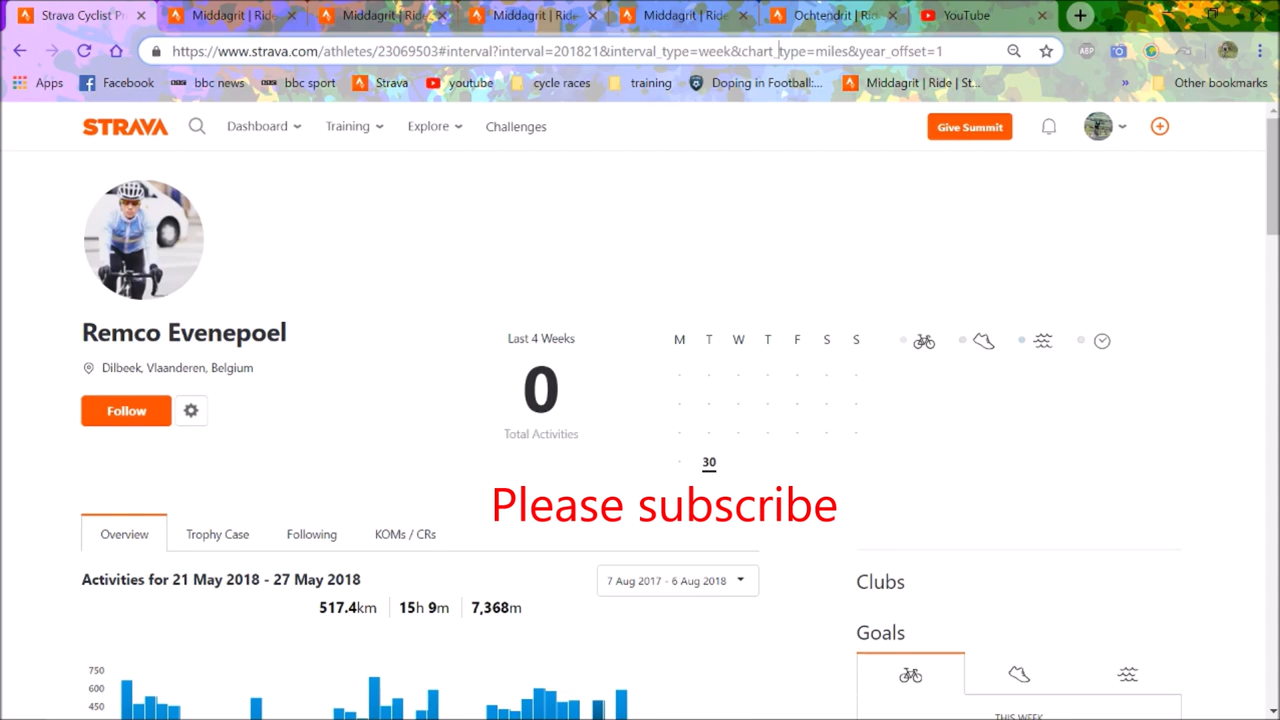 Strava Cyclist P
Middagrit | Ride
Middagrit | Ride
Middagrit | Ride
Middagrit | Ride
Ochtendrit | Ri
YouTube
https://www.strava.com/athletes/23069503#interval?interval=201821&interval_type=week&chart_type=miles&year_offset=1
ABP
Apps
Facebook
BBC bbc news
BBC bbc sport
Strava
youtube
cycle races
training
Doping in Football:...
Middagrit | Ride | St...
»
Other bookmarks
STRAVA
Dashboard
Training
Explore
Challenges
Give Summit
Remco Evenepoel
Dilbeek, Vlaanderen, Belgium
Follow
Last 4 Weeks
0
Total Activities
M T W T F S S
30
Please subscribe
Overview
Trophy Case
Following
KOMs / CRs
Activities for 21 May 2018 - 27 May 2018
7 Aug 2017 - 6 Aug 2018
517.4km
15h 9m
7,368m
Clubs
Goals
750
600
450
THIS WEEK